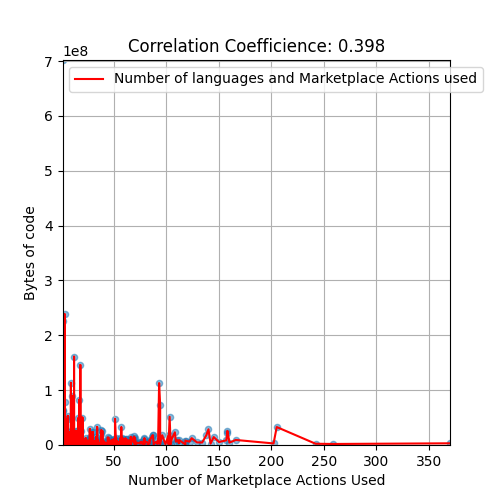 Correlation Coefficience: 0.398
1e8
Number of languages and Marketplace Actions used
7
6
5
4
3
2
1
0
Bytes of code
50 100 150 200 250 300 350
Number of Marketplace Actions Used